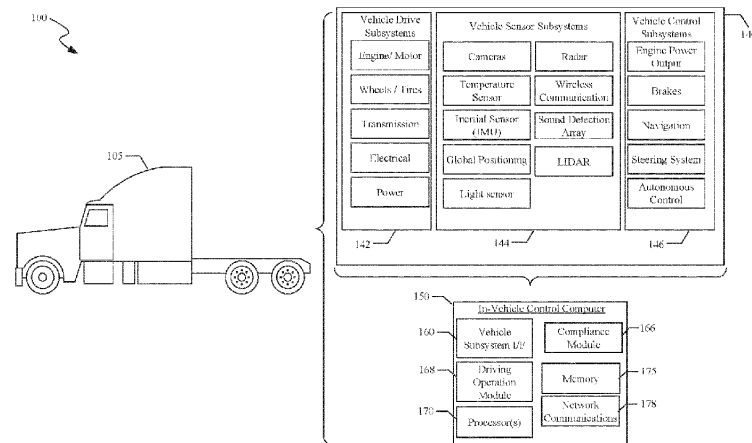 100
105
Vehicle Drive
Subsystems
Engine/ Motor
Wheels / Tires
Transmission
Electrical
Power
142
Vehicle Sensor Subsystems
Cameras
Radar
Temperature
Sensor
Wireless
Communication
Inertial Sensor
(IMU)
Sound Detection
Array
Global Positioning
LIDAR
Light sensor
144
Vehicle Control
Subsystems
Engine Power
Output
Brakes
Navigation
Steering System
Autonomous
Control
146
14
150
In-Vehicle Control Computer
160
Vehicle
Subsystem I/F
Compliance
Module
166
168
Driving
Operation
Module
Memory
175
170
Processor(s)
Network
Communications
178